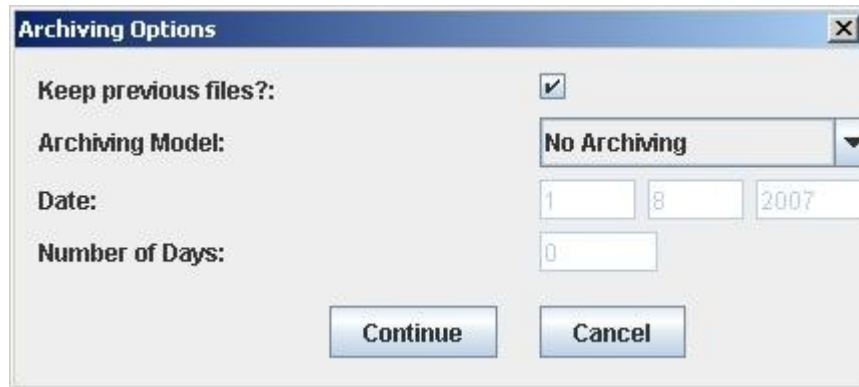 Archiving Options
Keep previous files?:
Archiving Model: No Archiving
Date: 1 8 2007
Number of Days: 0
Continue Cancel